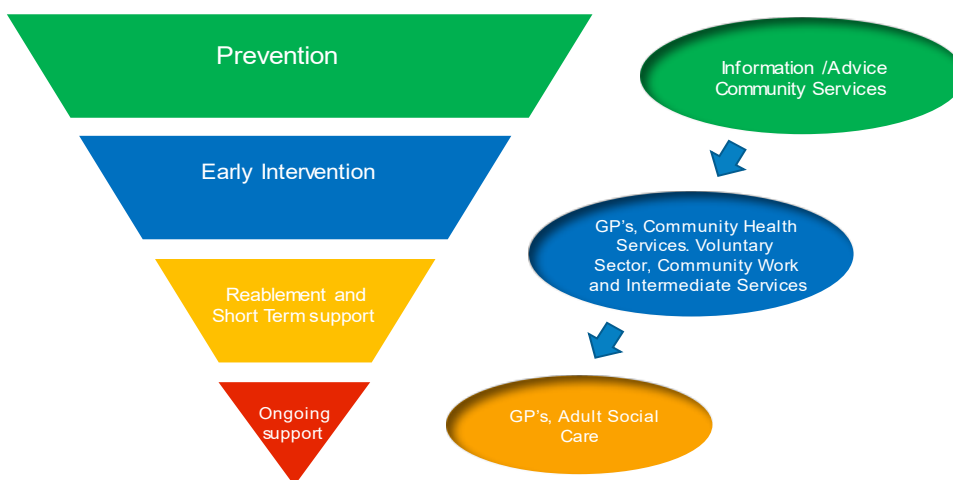 Prevention
Information /Advice
Community Services
Early Intervention
GP's, Community Health
Services. Voluntary
Sector, Community Work
and Intermediate Services
Reablement and
Short Term support
Ongoing
support
GP's, Adult Social
Care